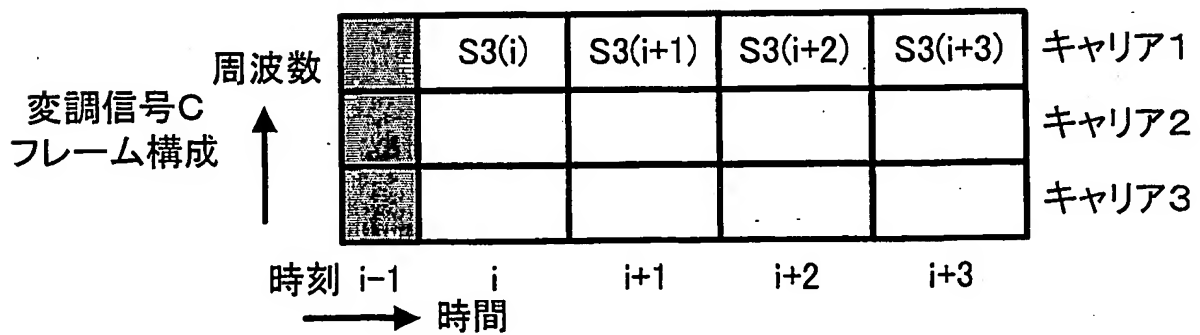 S3(i) S3(i+1) S3(i+2) S3(i+3) キャリア1
周波数
変調信号C
フレーム構成
キャリア2
キャリア3
時刻 i-1 i i+1 i+2 i+3
時間